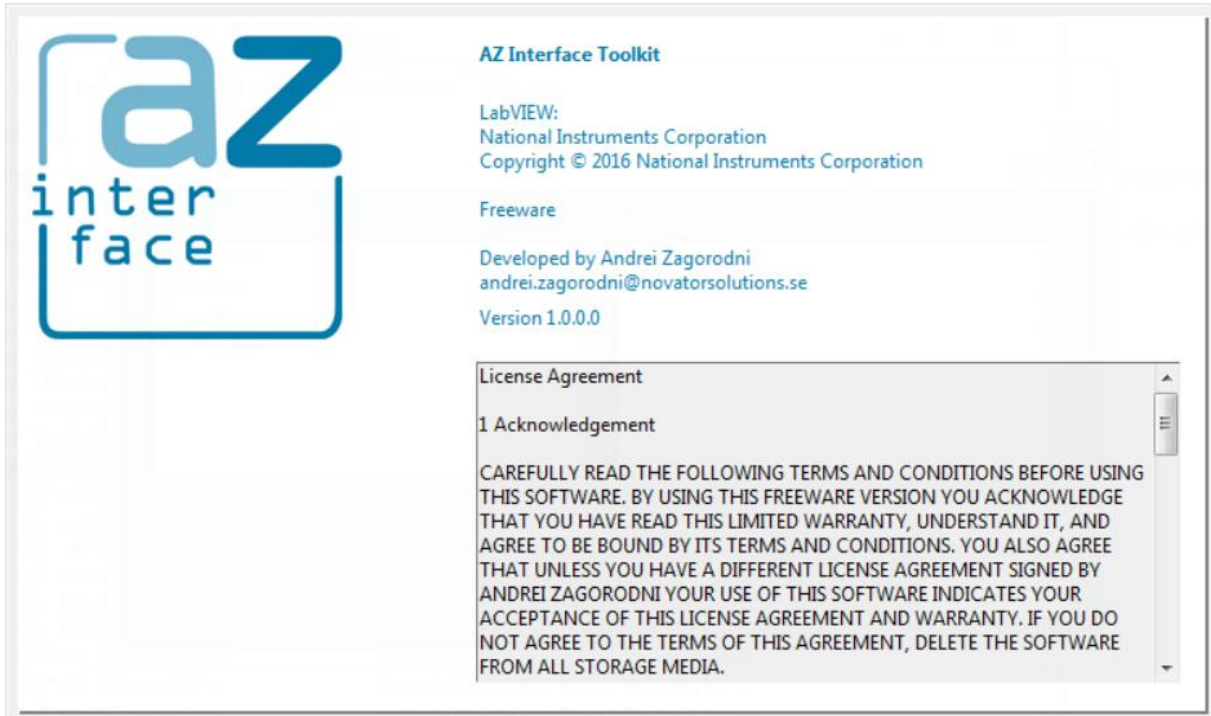 az
inter
face
AZ Interface Toolkit
LabVIEW:
National Instruments Corporation
Copyright © 2016 National Instruments Corporation
Freeware
Developed by Andrei Zagorodni
andrei.zagorodni@novatorsolutions.se
Version 1.0.0.0
License Agreement
1 Acknowledgement
CAREFULLY READ THE FOLLOWING TERMS AND CONDITIONS BEFORE USING
THIS SOFTWARE. BY USING THIS FREEWARE VERSION YOU ACKNOWLEDGE
THAT YOU HAVE READ THIS LIMITED WARRANTY, UNDERSTAND IT, AND
AGREE TO BE BOUND BY ITS TERMS AND CONDITIONS. YOU ALSO AGREE
THAT UNLESS YOU HAVE A DIFFERENT LICENSE AGREEMENT SIGNED BY
ANDREI ZAGORODNI YOUR USE OF THIS SOFTWARE INDICATES YOUR
ACCEPTANCE OF THIS LICENSE AGREEMENT AND WARRANTY. IF YOU DO
NOT AGREE TO THE TERMS OF THIS AGREEMENT, DELETE THE SOFTWARE
FROM ALL STORAGE MEDIA.